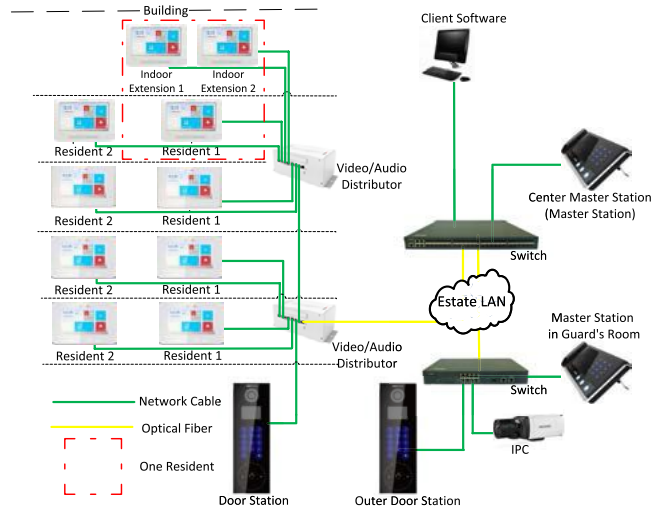 Building
Client Software
Indoor
Extension 1
Indoor
Extension 2
Resident 2
Resident 1
Video/Audio
Distributor
Center Master Station
(Master Station)
Resident 2
Resident 1
Switch
Resident 2
Resident 1
Estate LAN
Master Station
in Guard's Room
Resident 2
Resident 1
Video/Audio
Distributor
Switch
Network Cable
Optical Fiber
IPC
One Resident
Door Station
Outer Door Station